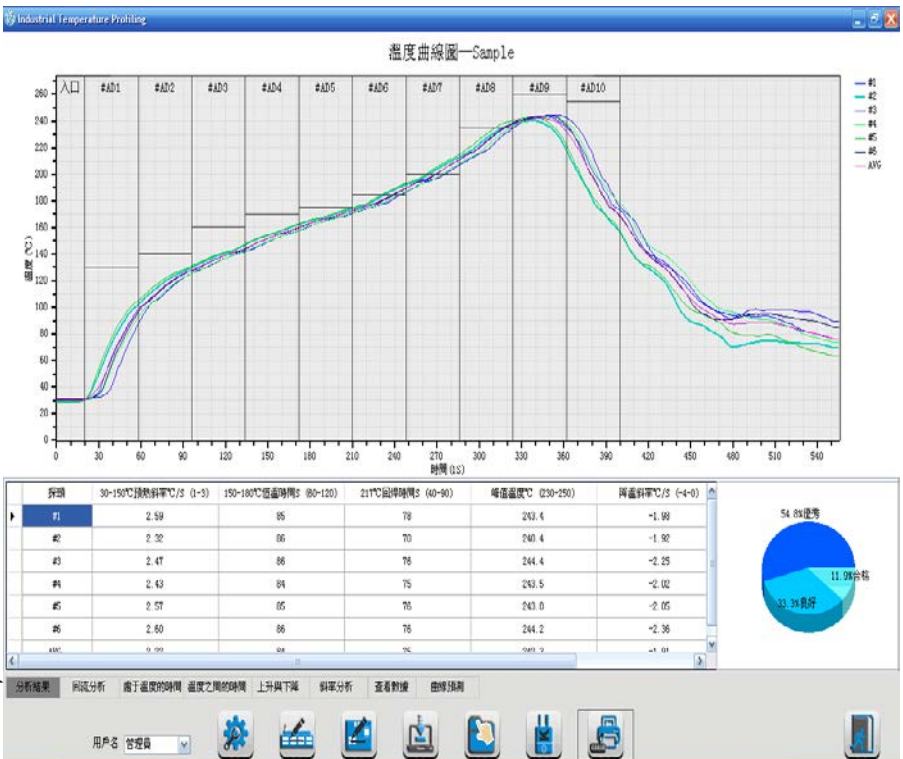 Industrial Temperature Profiling
溫度曲線圖—Sample
入口 #AD1 #AD2 #AD3 #AD4 #AD5 #AD6 #AD7 #AD8 #AD9 #AD10
#1
#2
#3
#4
#5
#6
AVG
260
240
220
200
180
160
140
120
100
80
60
40
20
0
溫度(℃)
0 30 60 90 120 150 180 210 240 270 300 330 360 390 420 450 480 510 540
時間(1S)
探頭 30-150℃預熱斜率℃/S (1-3) 150-180℃恆溫時間S (60-120) 217℃回焊時間S (40-90) 峰值溫度℃ (230-250) 降溫斜率℃/S (-4-0)
#1 2.59 85 78 243.4 -1.98
#2 2.32 86 70 240.4 -1.92
#3 2.47 86 76 244.4 -2.25
#4 2.43 84 75 243.5 -2.02
#5 2.57 85 76 243.0 -2.05
#6 2.60 86 76 244.2 -2.36
54.8%優秀
11.9%合格
33.3%良好
分析結果 回流分析 處于溫度的時間 溫度之間的時間 上升與下降 斜率分析 查看數據 曲線預測
用戶名 管理員